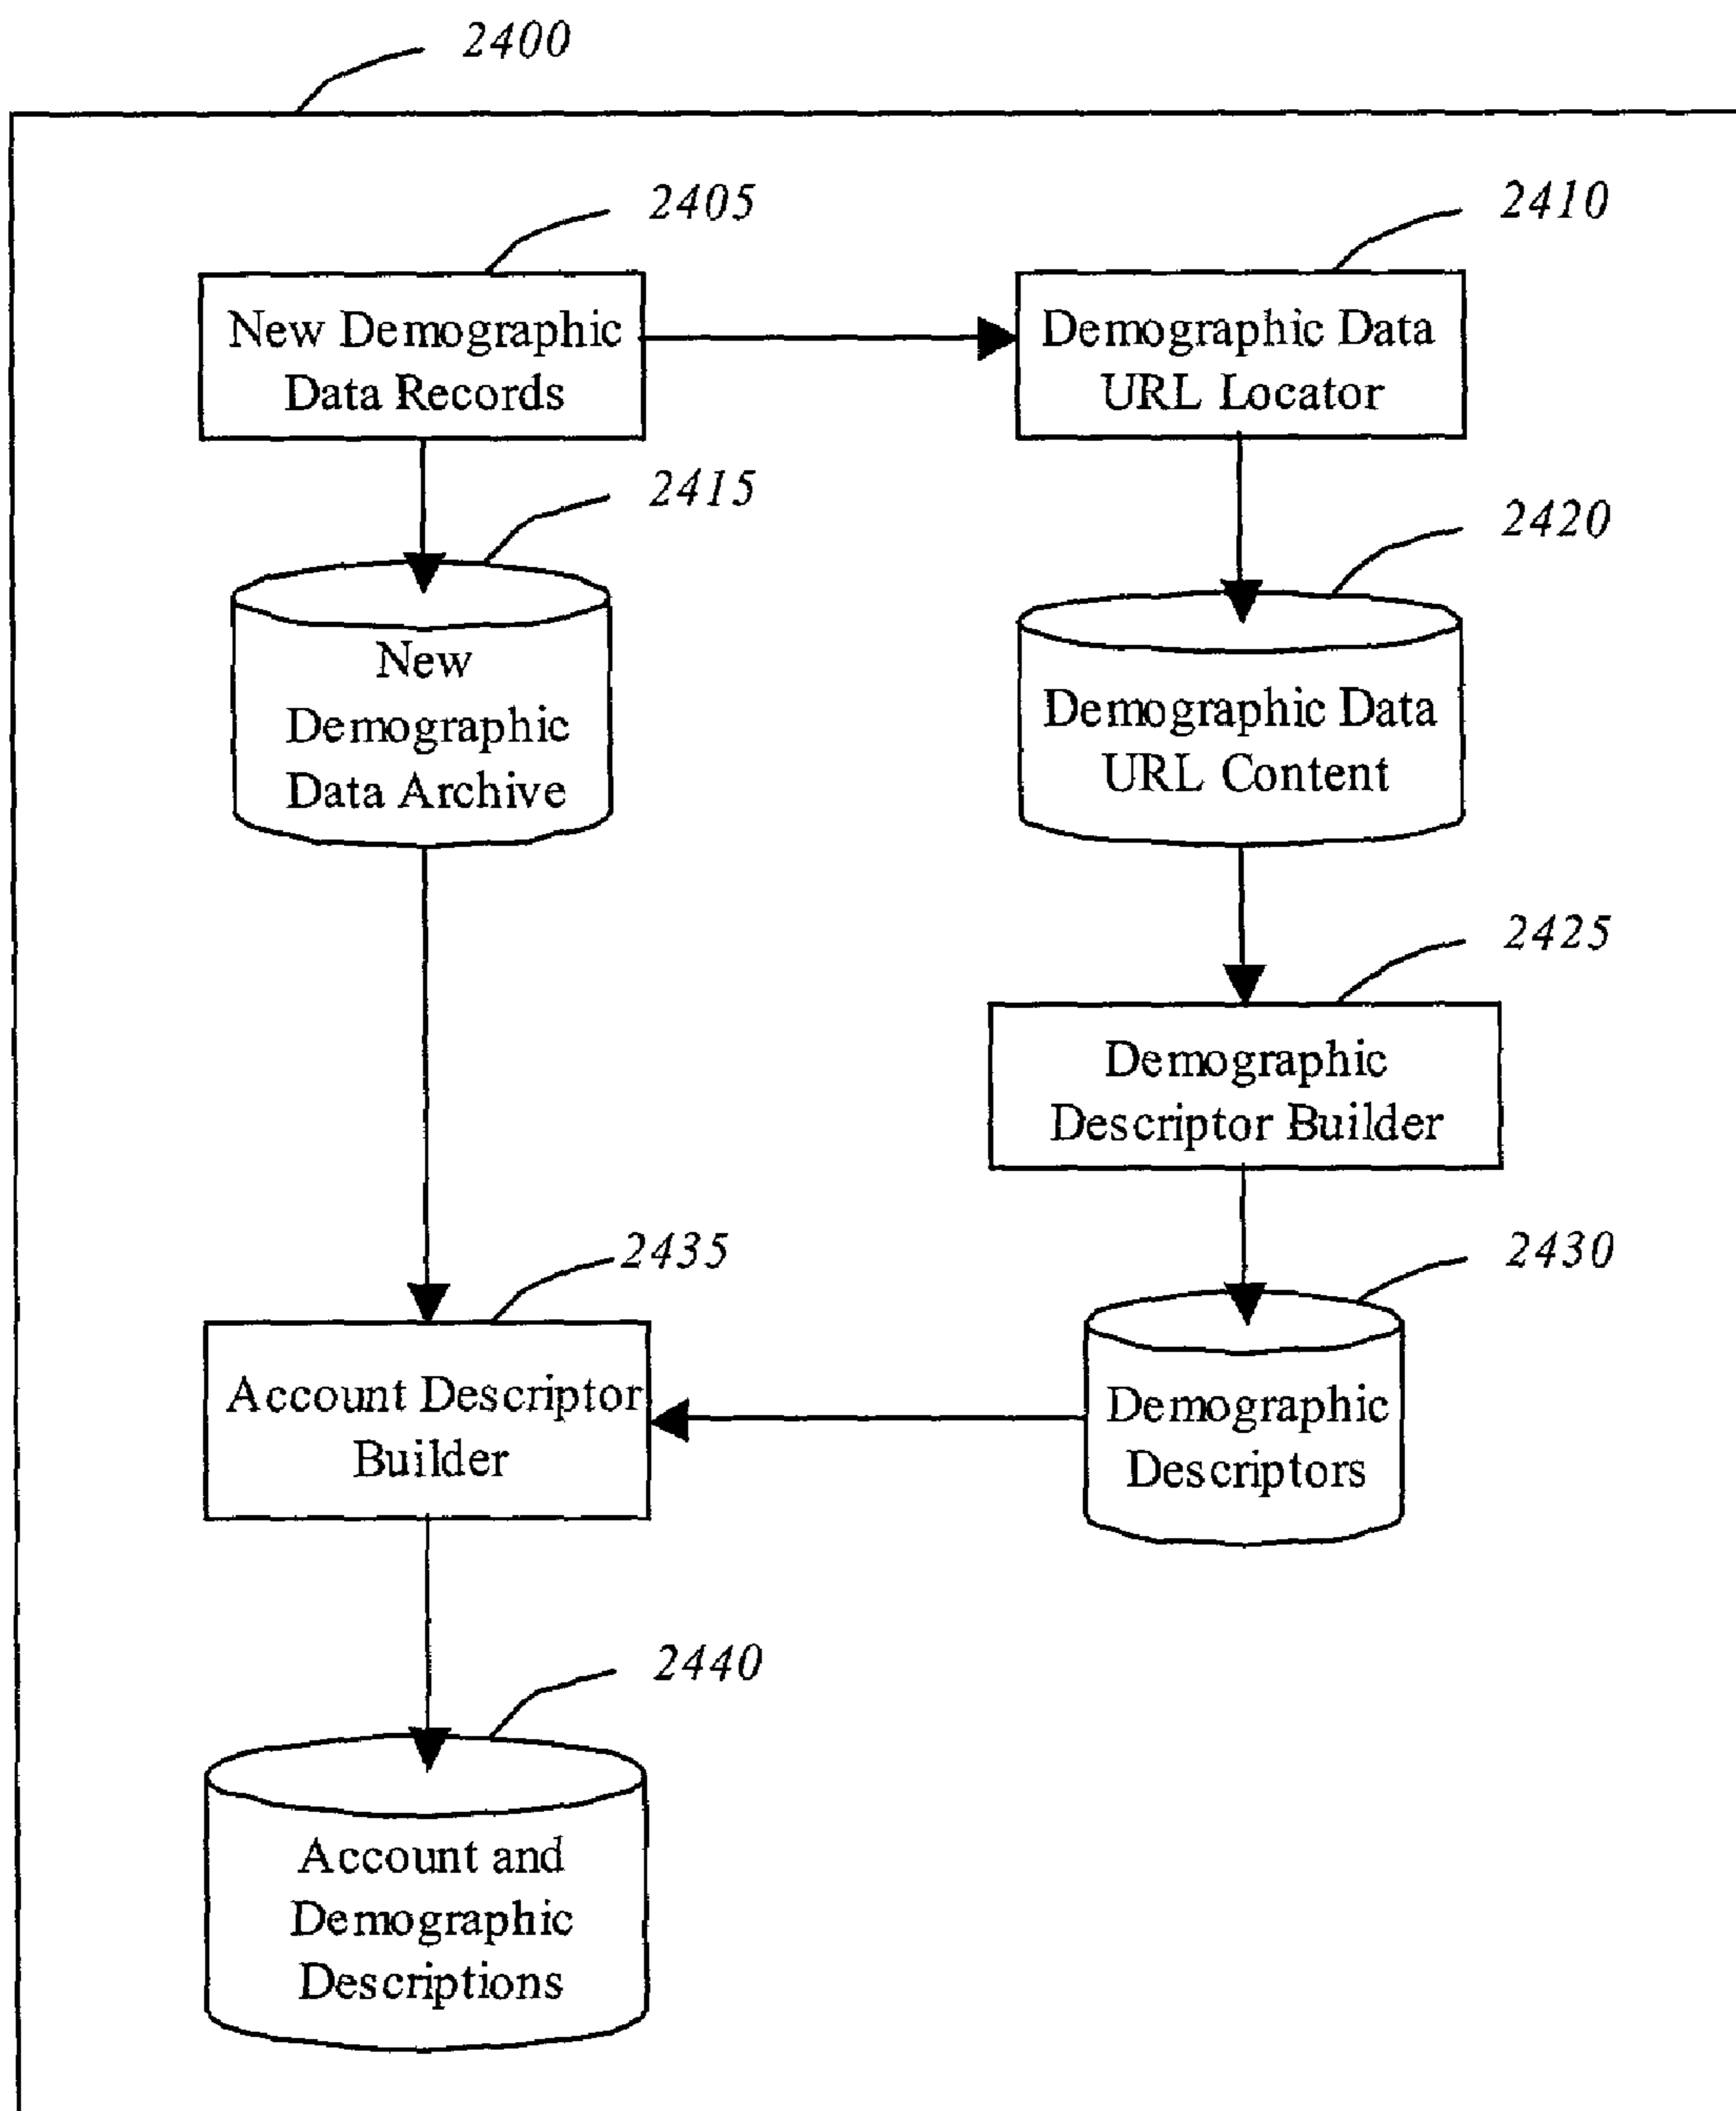 2400
2405
New Demographic
Data Records
2410
Demographic Data
URL Locator
2415
New
Demographic
Data Archive
2420
Demographic Data
URL Content
2425
Demographic
Descriptor Builder
2435
Account Descriptor
Builder
2430
Demographic
Descriptors
2440
Account and
Demographic
Descriptions